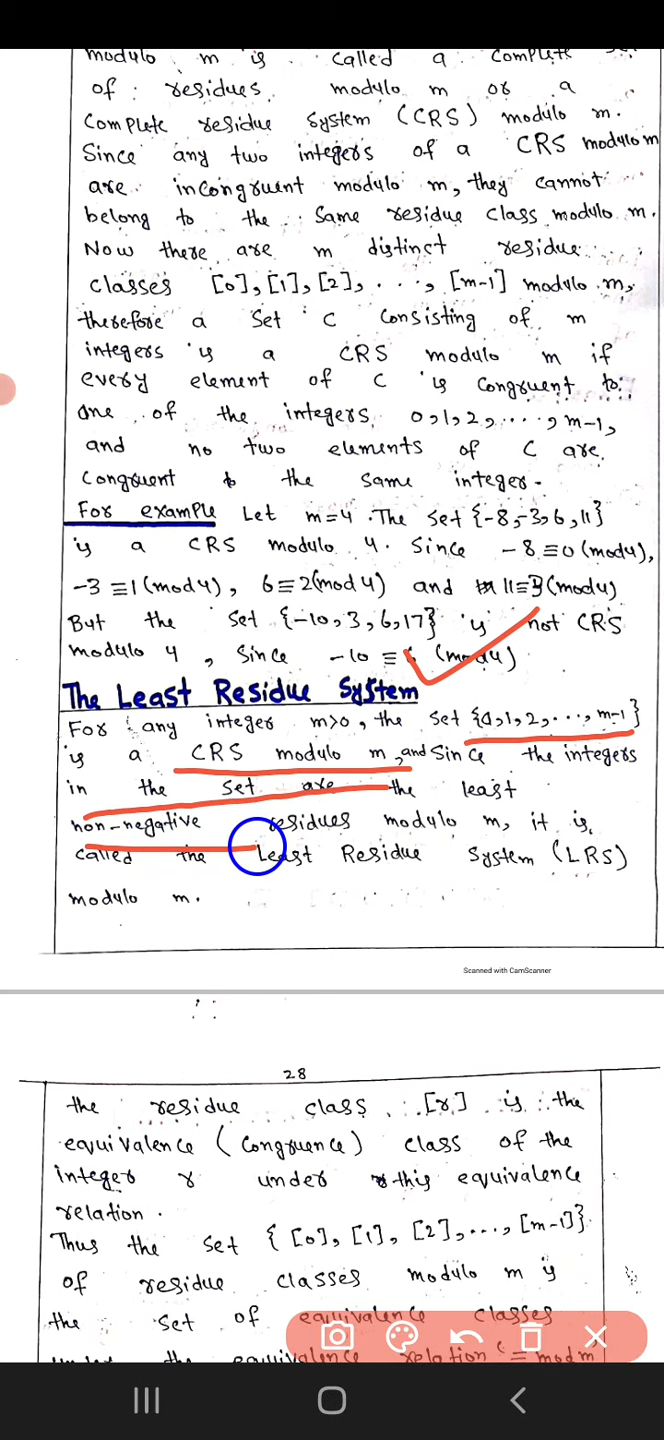 modulo m is called a Complete
of residues modulo m or a
Complete residue System (CRS) modulo m.
Since any two integers of a CRS modulo m
are incongruent modulo m, they cannot
belong to the Same residue class modulo m.
Now there are m distinct residue
classes [0], [1], [2], . . ., [m-1] modulo m,
therefore a Set C Consisting of m
integers is a CRS modulo m if
every element of C is Congruent to
one of the integers 0,1,2,...., m-1,
and no two elements of C are
Congruent to the same integer.
For example Let m=4. The Set {-8,-3,6,11}
is a CRS modulo 4. Since -8≡0(mod4),
-3≡1(mod4), 6≡2(mod4) and 11≡3(mod4)
But the Set {-10,3,6,17} is not CRS
modulo 4, Since -10≡ (mod4)
The Least Residue System
For any integer m>0, the set {0,1,2,...,m-1}
is a CRS modulo m, and Since the integers
in the set are the least
non-negative residues modulo m, it is
called the Least Residue System (LRS)
modulo m.
Scanned with CamScanner
28
the residue class [r] is the
equivalence (Congruence) class of the
integer r under this equivalence
relation.
Thus the set {[0], [1], [2],...,[m-1]}
of residue classes modulo m is
the set of equivalence classes
the equivalence relation ≡ mod m